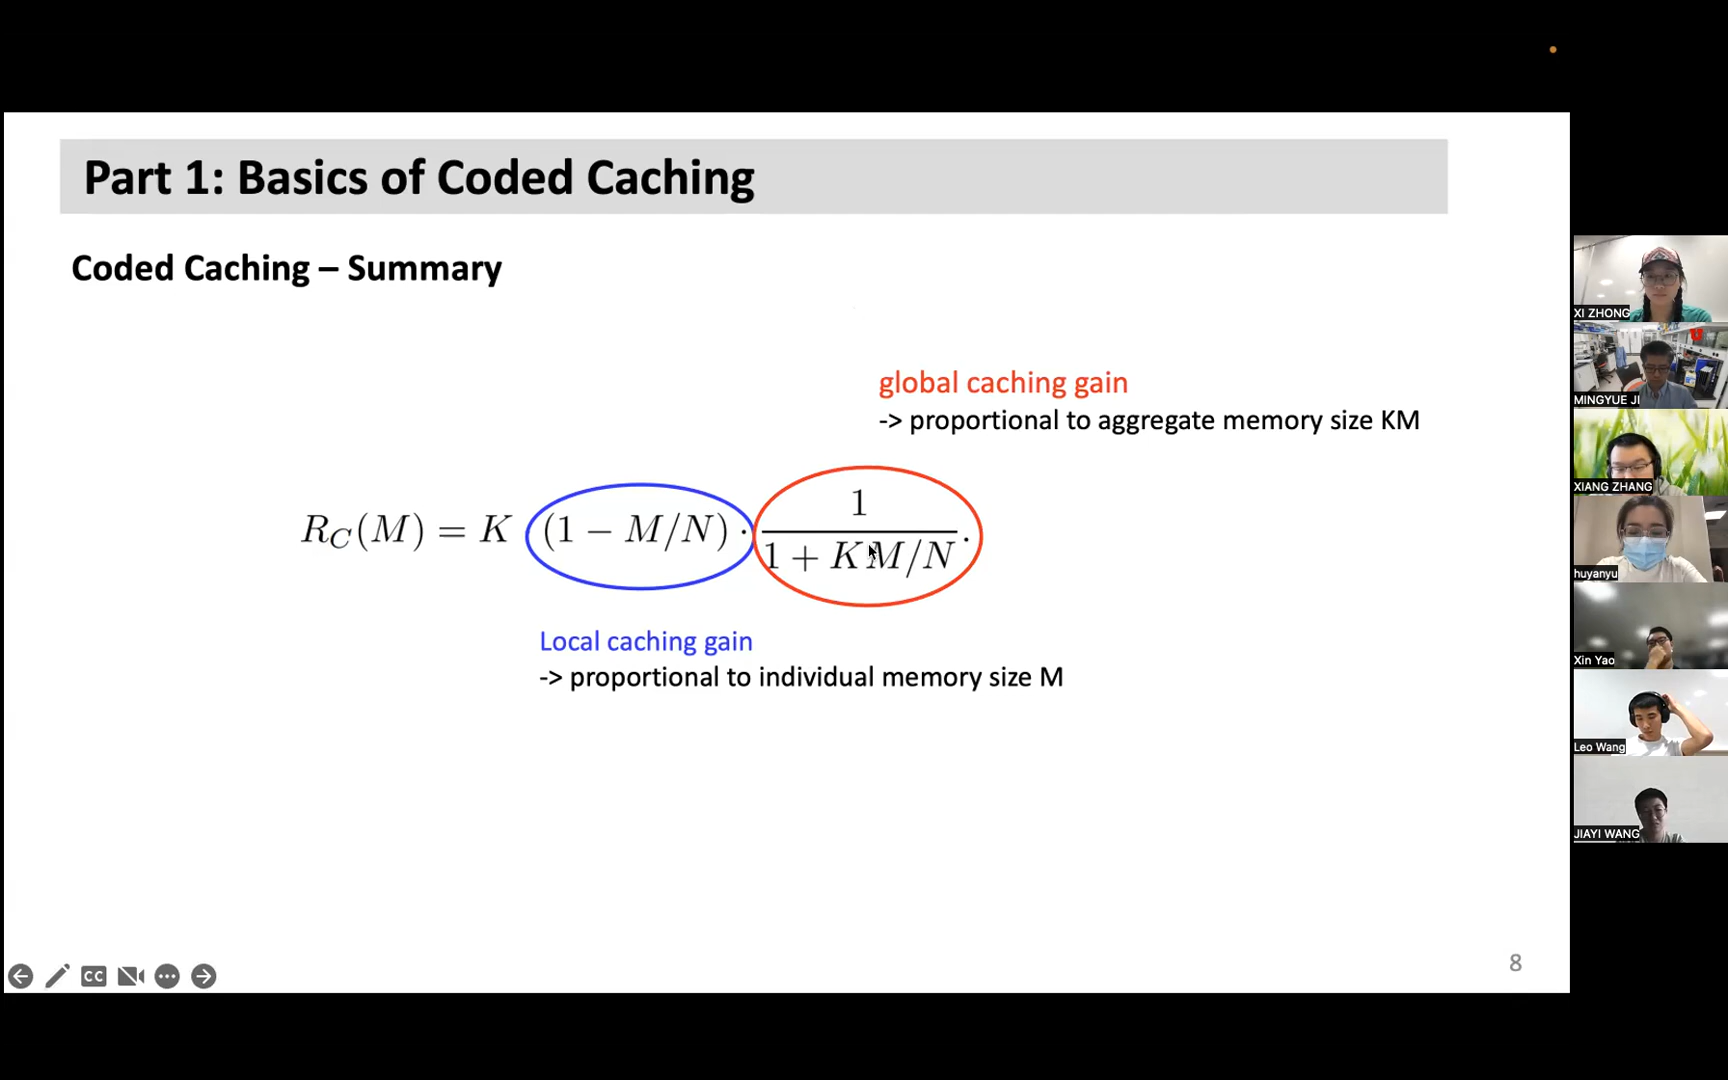 Part 1: Basics of Coded Caching
Coded Caching – Summary
global caching gain
-> proportional to aggregate memory size KM
R_C(M) = K (1 − M/N) · 1 / (1 + KM/N).
Local caching gain
-> proportional to individual memory size M
8
CC
XI ZHONG
MINGYUE JI
XIANG ZHANG
huyanyu
Xin Yao
Leo Wang
JIAYI WANG